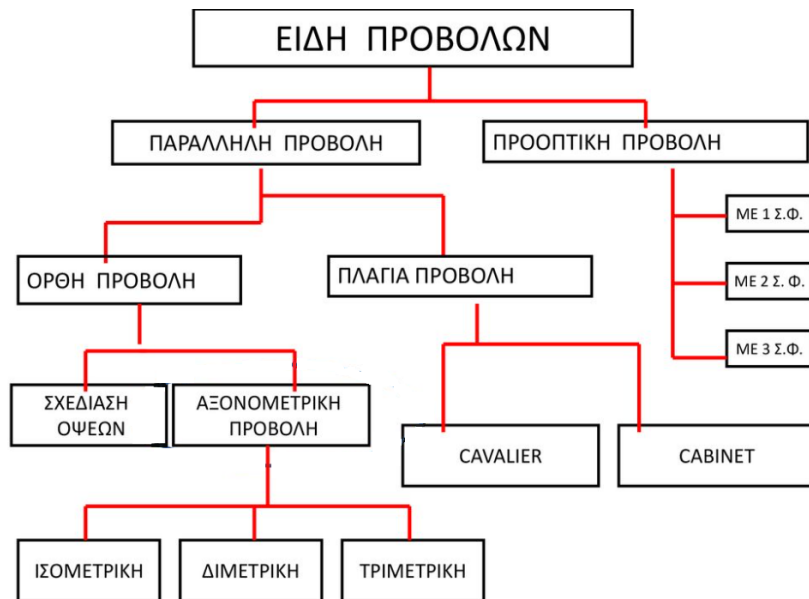 ΕΙΔΗ ΠΡΟΒΟΛΩΝ
ΠΑΡΑΛΛΗΛΗ ΠΡΟΒΟΛΗ
ΠΡΟΟΠΤΙΚΗ ΠΡΟΒΟΛΗ
ΜΕ 1 Σ.Φ.
ΟΡΘΗ ΠΡΟΒΟΛΗ
ΠΛΑΓΙΑ ΠΡΟΒΟΛΗ
ΜΕ 2 Σ. Φ.
ΜΕ 3 Σ.Φ.
ΣΧΕΔΙΑΣΗ
ΟΨΕΩΝ
ΑΞΟΝΟΜΕΤΡΙΚΗ
ΠΡΟΒΟΛΗ
CAVALIER
CABINET
ΙΣΟΜΕΤΡΙΚΗ
ΔΙΜΕΤΡΙΚΗ
ΤΡΙΜΕΤΡΙΚΗ